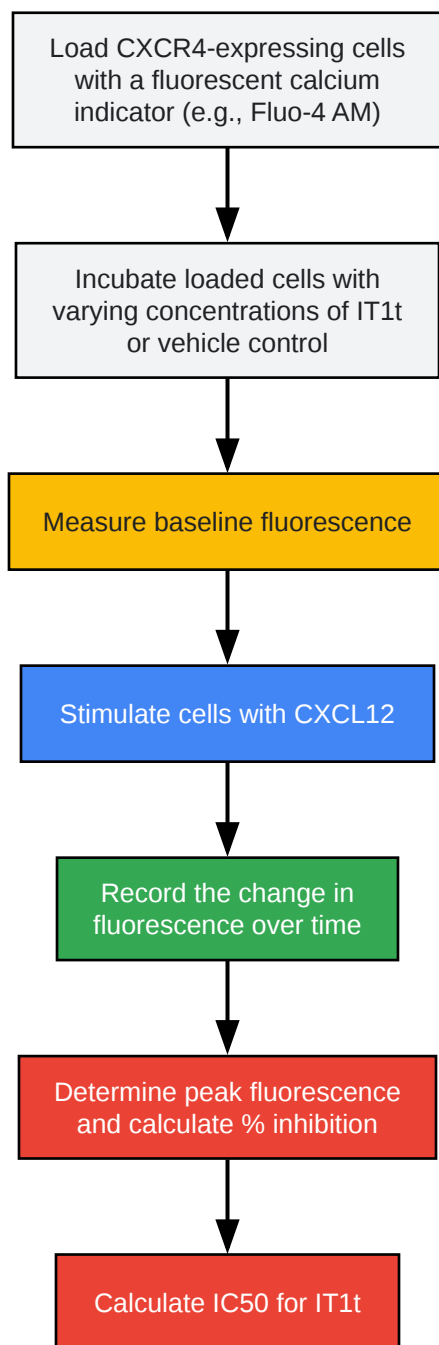 Load CXCR4-expressing cells
with a fluorescent calcium
indicator (e.g., Fluo-4 AM)
Incubate loaded cells with
varying concentrations of IT1t
or vehicle control
Measure baseline fluorescence
Stimulate cells with CXCL12
Record the change in
fluorescence over time
Determine peak fluorescence
and calculate % inhibition
Calculate IC50 for IT1t